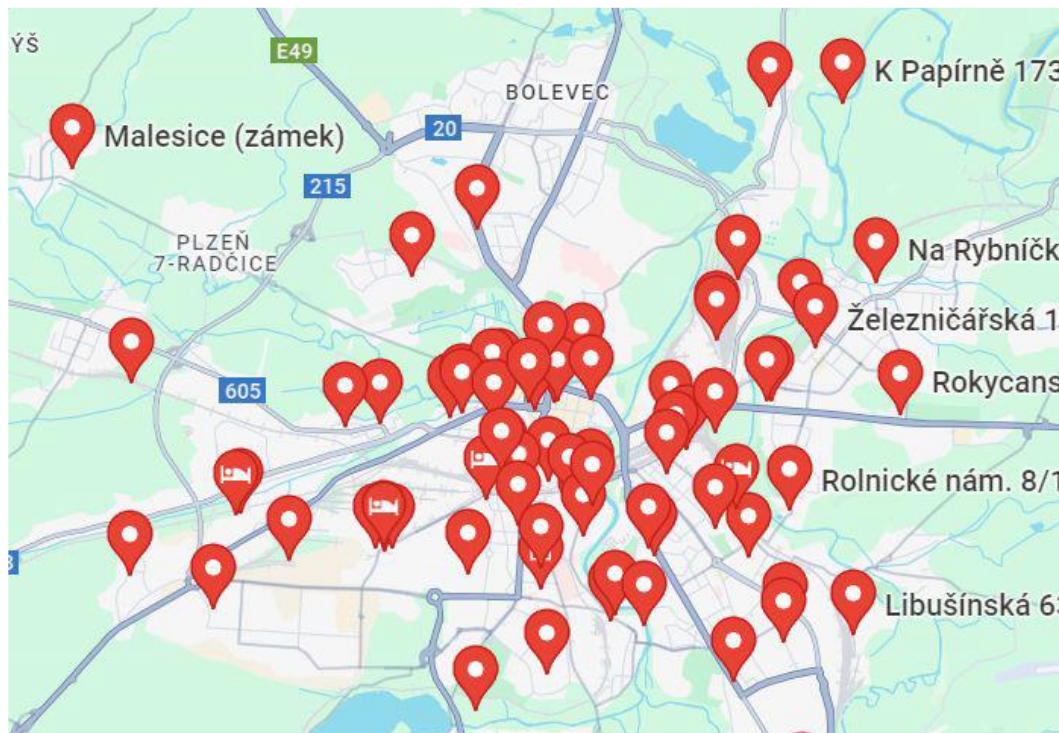 ÝŠ
E49
BOLEVEC
K Papírně 173
Malesice (zámek)
20
215
PLZEŇ
7-RADČICE
Na Rybníčk
Železničářská 1
605
Rokycans
Rolnické nám. 8/1
Libušínská 63